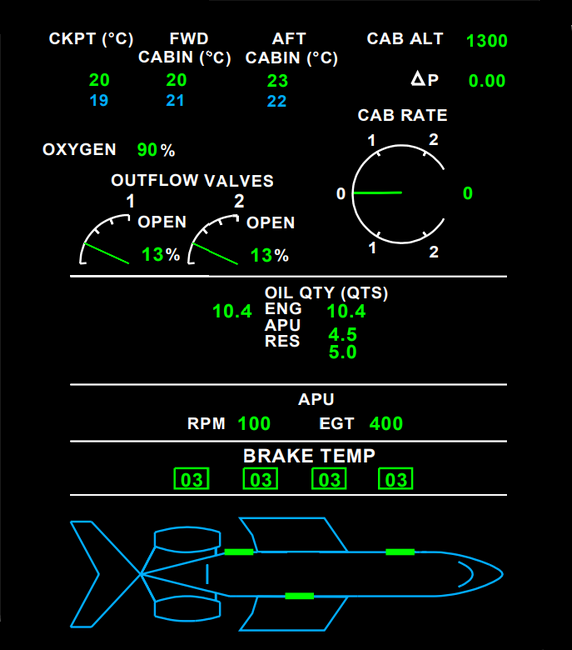 CKPT (°C) FWD CABIN (°C) AFT CABIN (°C) CAB ALT 1300
20 20 23 ΔP 0.00
19 21 22
CAB RATE
1 2
OXYGEN 90%
0 0
1 2
OUTFLOW VALVES
1 2
OPEN OPEN
13% 13%
OIL QTY (QTS)
10.4 ENG 10.4
APU 4.5
RES 5.0
APU
RPM 100 EGT 400
BRAKE TEMP
03 03 03 03